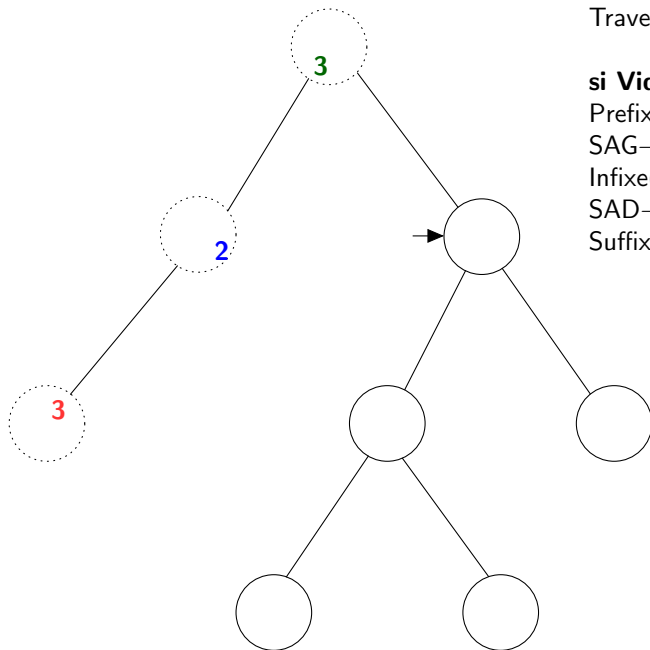 Trave
si Vid
Prefix
SAG–
Infixe
SAD–
Suffix
3
2
3